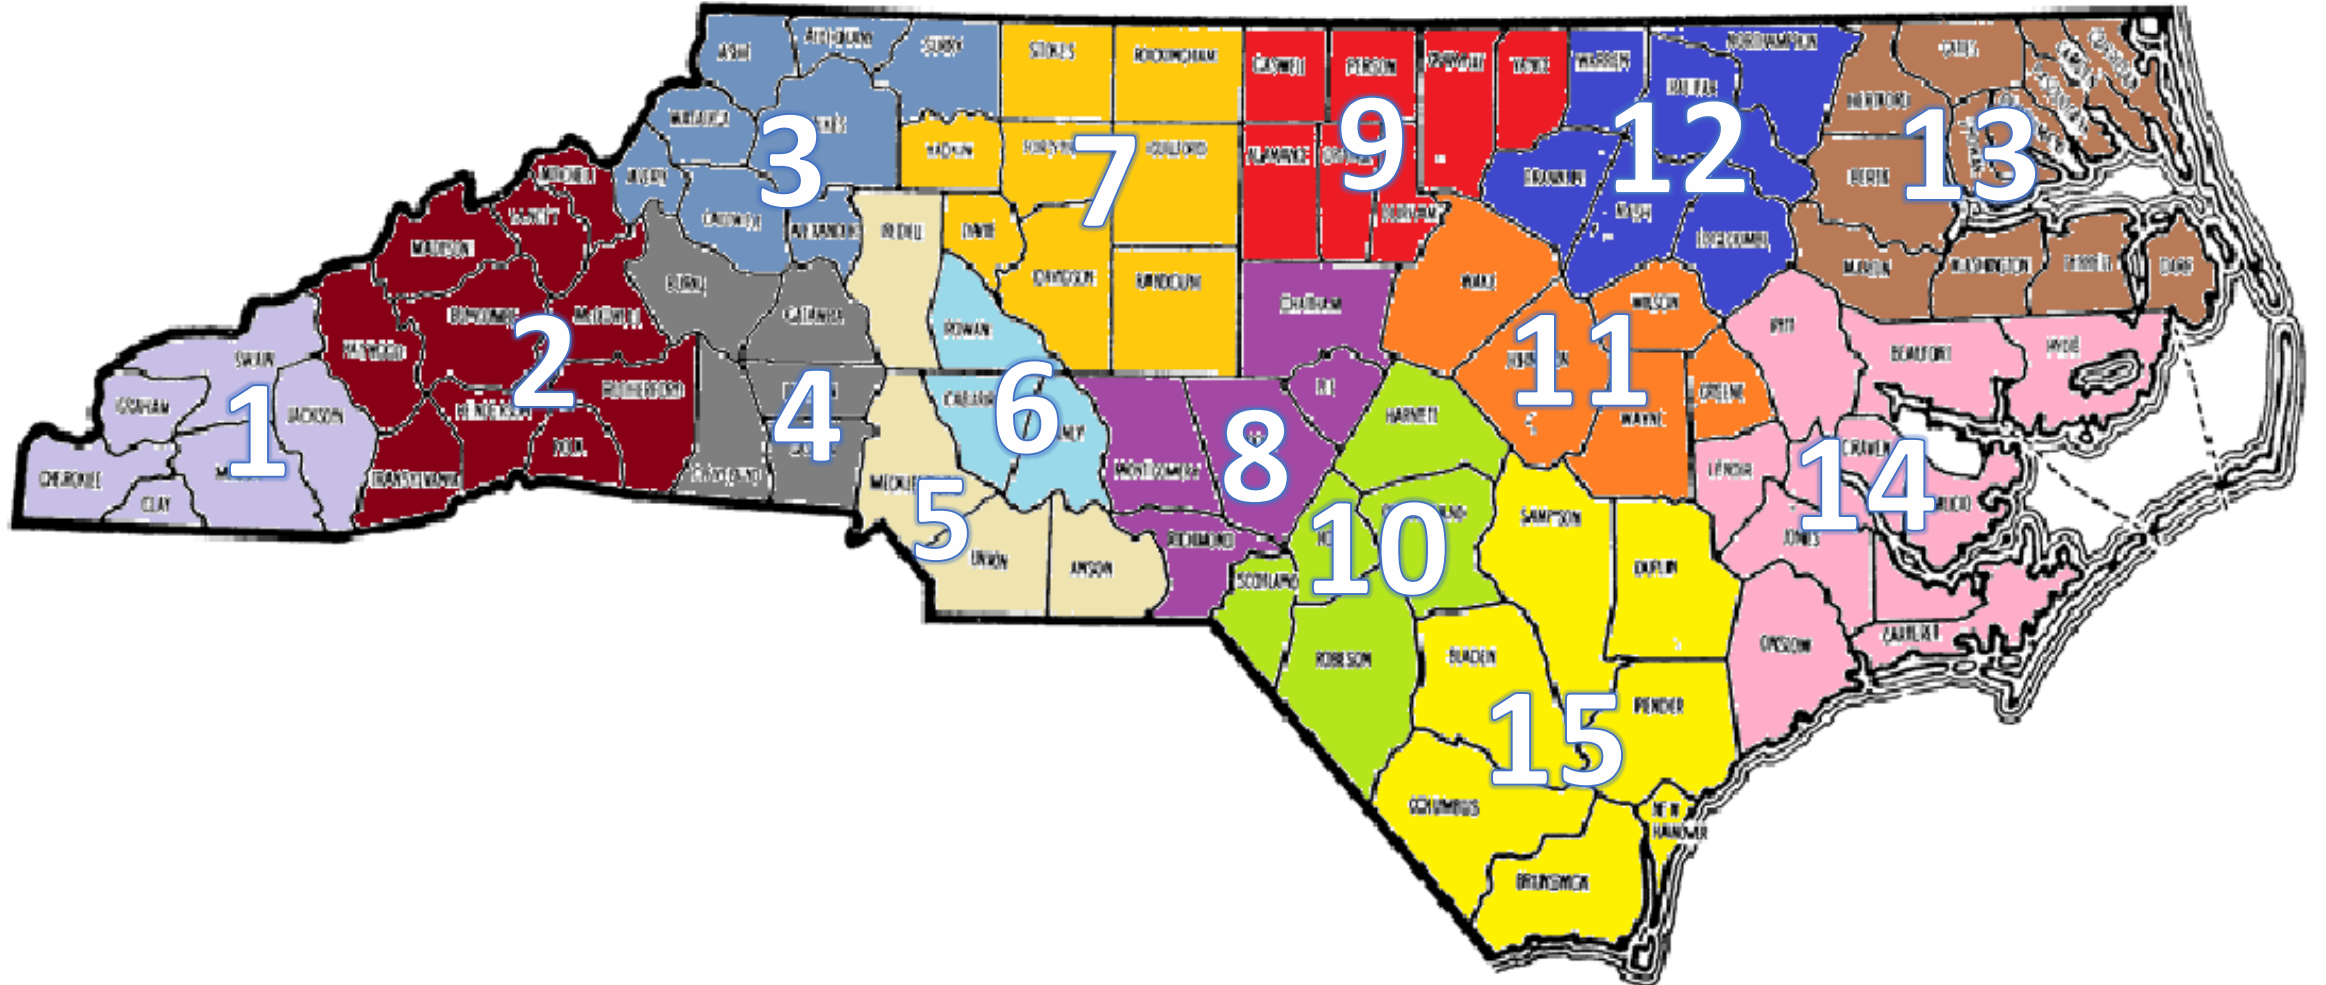 ASHE
SURRY
STOKES
ROCKINGHAM
CASWELL
PERSON
VANCE
WARREN
NORTHAMPTON
GATES
HERTFORD
HALIFAX
WATAUGA
3
9
12
13
YADKIN
FORSYTH
7
GUILFORD
ALAMANCE
FRANKLIN
BERTIE
MITCHELL
AVERY
NASH
EDGECOMBE
MADISON
YANCEY
CALDWELL
ALEXANDER
IREDELL
DAVIE
DURHAM
BURKE
DAVIDSON
RANDOLPH
WAKE
MARTIN
WASHINGTON
TYRRELL
DARE
CHATHAM
WILSON
BUNCOMBE
MCDOWELL
CATAWBA
ROWAN
PITT
SWAIN
HAYWOOD
2
11
BEAUFORT
HYDE
GRAHAM
1
JACKSON
HENDERSON
RUTHERFORD
4
CABARRUS
6
LEE
HARNETT
WAYNE
GREENE
CHEROKEE
CLAY
TRANSYLVANIA
POLK
CLEVELAND
MONTGOMERY
8
LENOIR
CRAVEN
14
5
UNION
ANSON
RICHMOND
10
SAMPSON
JONES
SCOTLAND
DUPLIN
ROBESON
BLADEN
ONSLOW
CARTERET
15
PENDER
COLUMBUS
NEW
HANOVER
BRUNSWICK